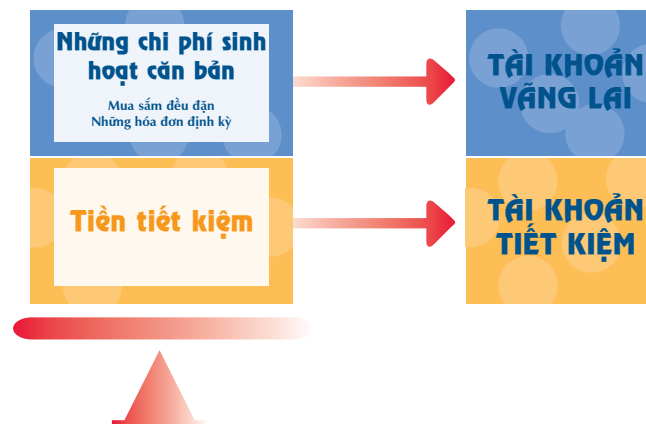 Những chi phí sinh
hoạt căn bản
Mua sắm đều đặn
Những hóa đơn định kỳ
TÀI KHOẢN
VÃNG LAI
Tiền tiết kiệm
TÀI KHOẢN
TIẾT KIỆM